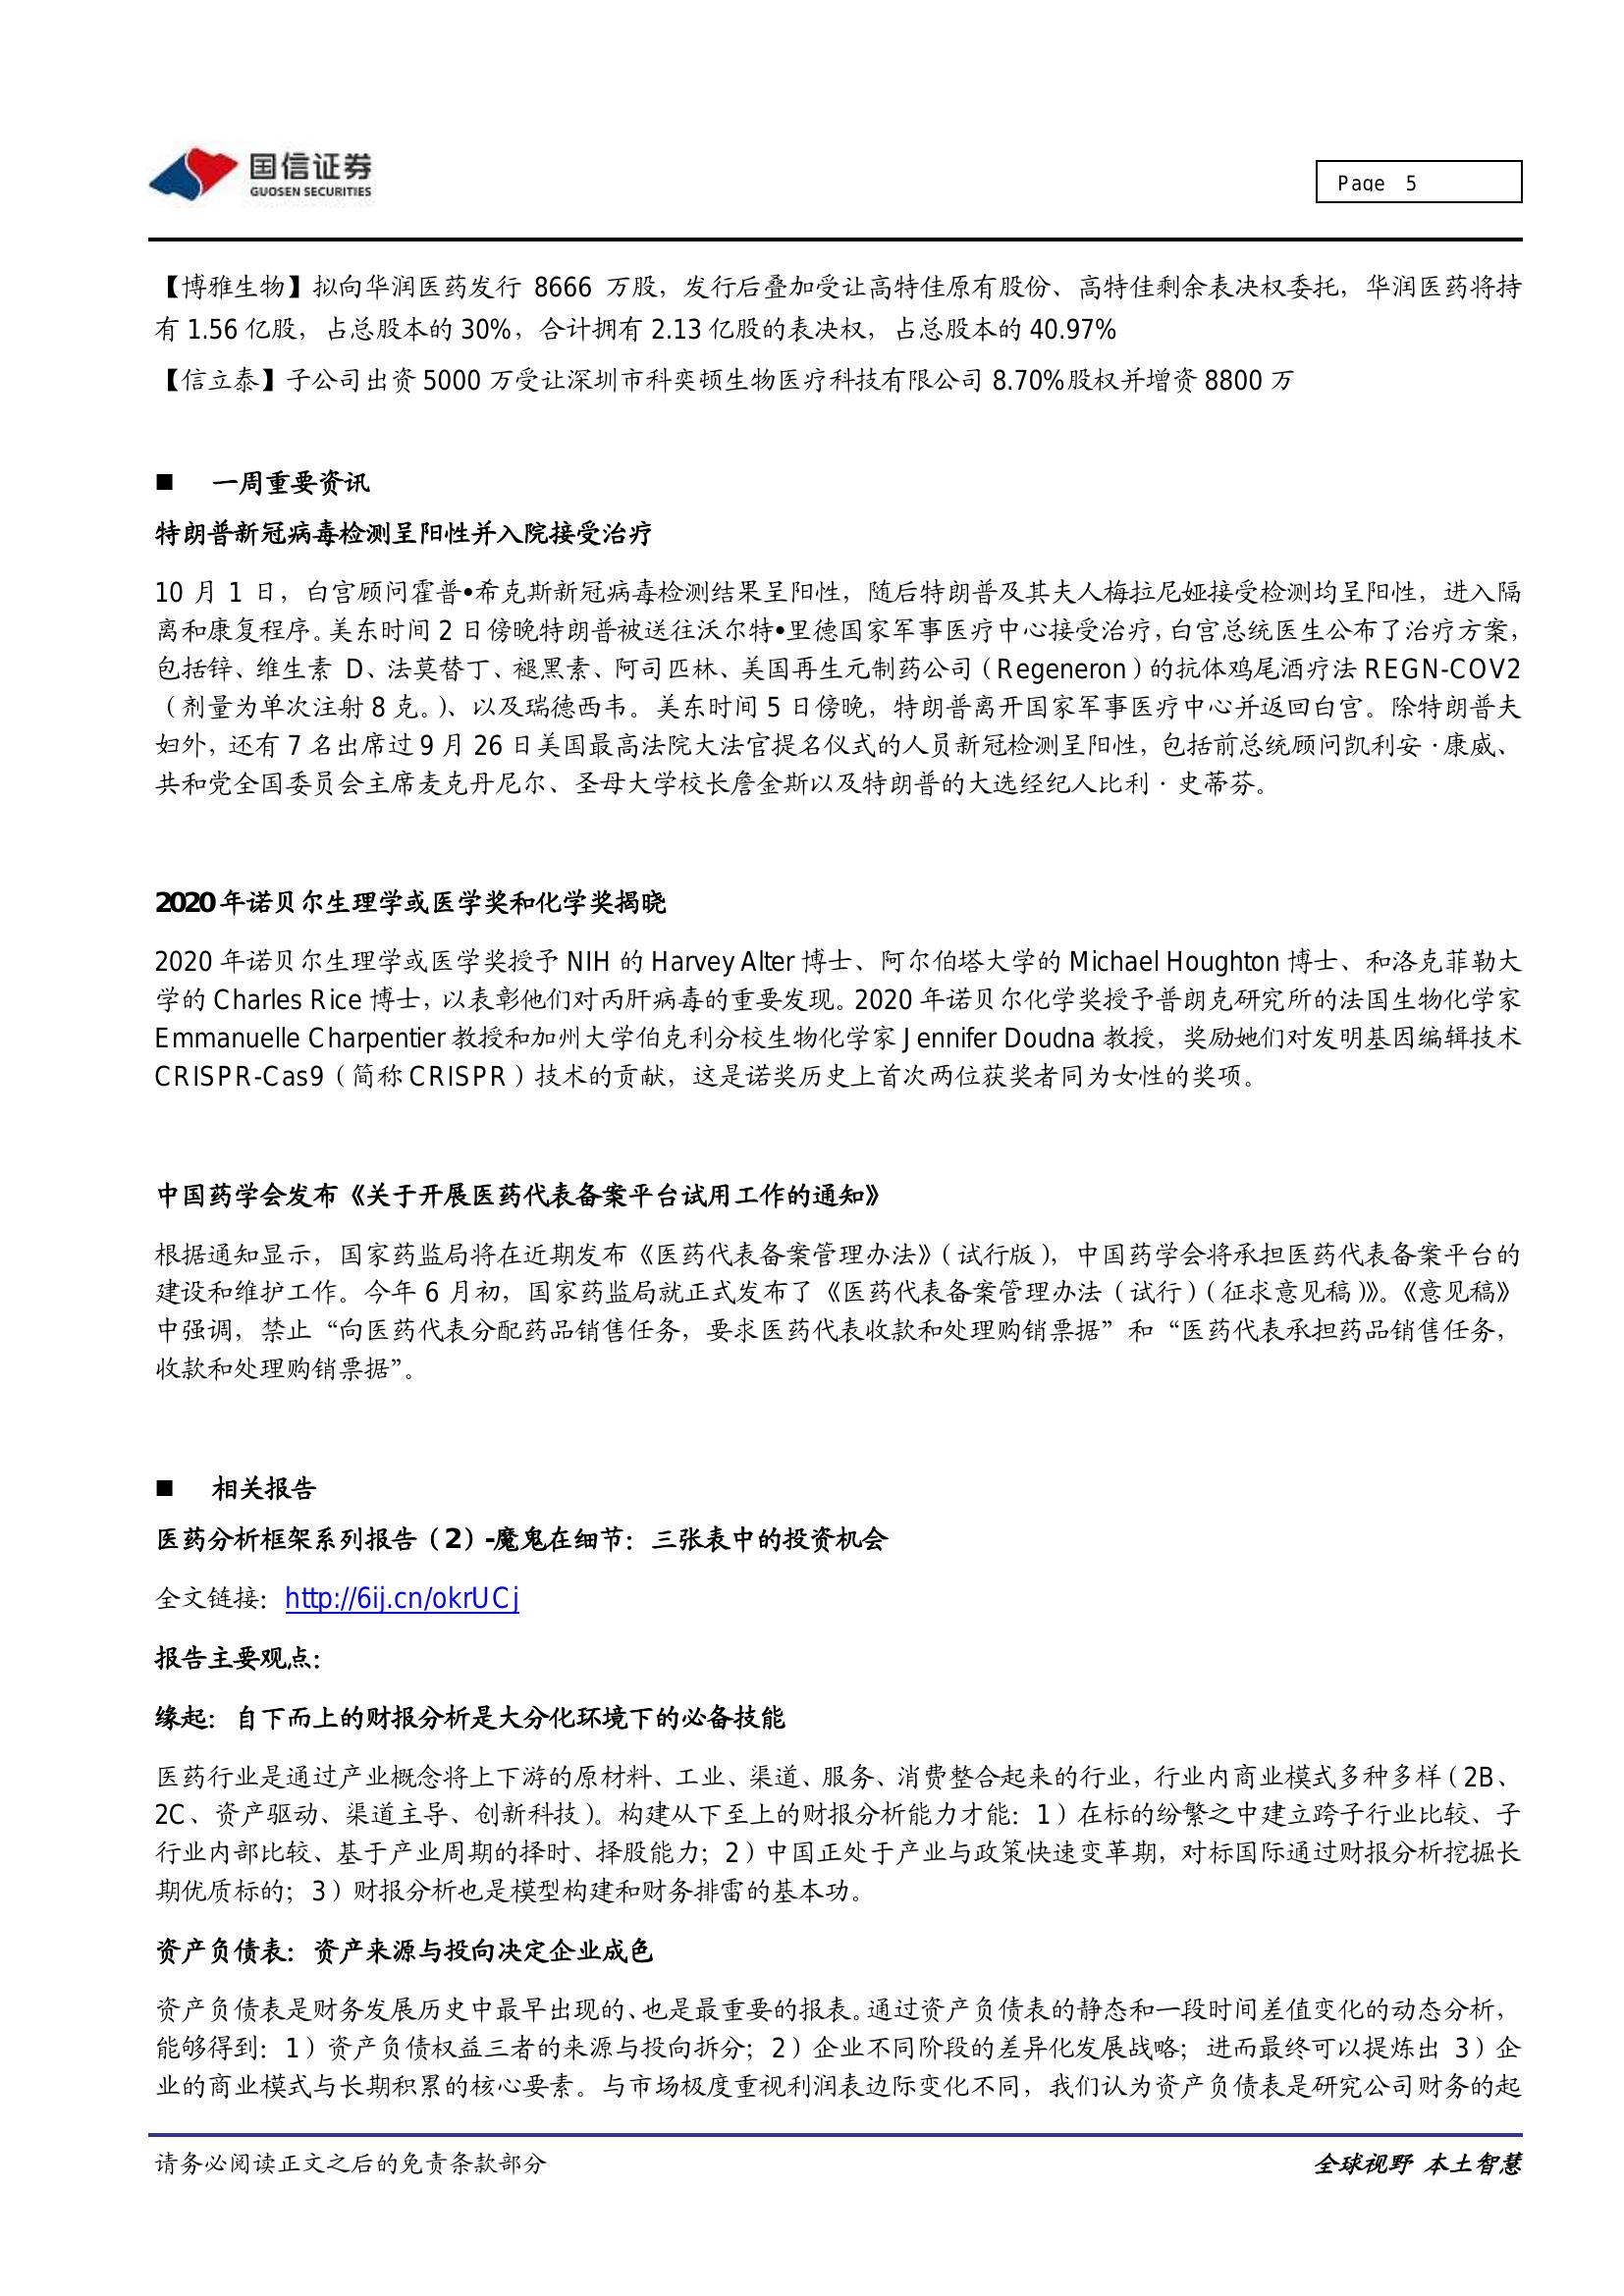 国信证券
GUOSEN SECURITIES
Page 5
【博雅生物】拟向华润医药发行 8666 万股，发行后叠加受让高特佳原有股份、高特佳剩余表决权委托，华润医药将持
有 1.56 亿股，占总股本的 30%，合计拥有 2.13 亿股的表决权，占总股本的 40.97%
【信立泰】子公司出资 5000 万受让深圳市科奕顿生物医疗科技有限公司 8.70%股权并增资 8800 万
■ 一周重要资讯
特朗普新冠病毒检测呈阳性并入院接受治疗
10 月 1 日，白宫顾问霍普•希克斯新冠病毒检测结果呈阳性，随后特朗普及其夫人梅拉尼娅接受检测均呈阳性，进入隔
离和康复程序。美东时间 2 日傍晚特朗普被送往沃尔特•里德国家军事医疗中心接受治疗，白宫总统医生公布了治疗方案，
包括锌、维生素 D、法莫替丁、褪黑素、阿司匹林、美国再生元制药公司（Regeneron）的抗体鸡尾酒疗法 REGN-COV2
（剂量为单次注射 8 克。）、以及瑞德西韦。美东时间 5 日傍晚，特朗普离开国家军事医疗中心并返回白宫。除特朗普夫
妇外，还有 7 名出席过 9 月 26 日美国最高法院大法官提名仪式的人员新冠检测呈阳性，包括前总统顾问凯利安·康威、
共和党全国委员会主席麦克丹尼尔、圣母大学校长詹金斯以及特朗普的大选经纪人比利·史蒂芬。
2020 年诺贝尔生理学或医学奖和化学奖揭晓
2020 年诺贝尔生理学或医学奖授予 NIH 的 Harvey Alter 博士、阿尔伯塔大学的 Michael Houghton 博士、和洛克菲勒大
学的 Charles Rice 博士，以表彰他们对丙肝病毒的重要发现。2020 年诺贝尔化学奖授予普朗克研究所的法国生物化学家
Emmanuelle Charpentier 教授和加州大学伯克利分校生物化学家 Jennifer Doudna 教授，奖励她们对发明基因编辑技术
CRISPR-Cas9（简称 CRISPR）技术的贡献，这是诺奖历史上首次两位获奖者同为女性的奖项。
中国药学会发布《关于开展医药代表备案平台试用工作的通知》
根据通知显示，国家药监局将在近期发布《医药代表备案管理办法》（试行版），中国药学会将承担医药代表备案平台的
建设和维护工作。今年 6 月初，国家药监局就正式发布了《医药代表备案管理办法（试行）（征求意见稿）》。《意见稿》
中强调，禁止“向医药代表分配药品销售任务，要求医药代表收款和处理购销票据”和“医药代表承担药品销售任务，
收款和处理购销票据”。
■ 相关报告
医药分析框架系列报告（2）-魔鬼在细节：三张表中的投资机会
全文链接：http://6ij.cn/okrUCj
报告主要观点：
缘起：自下而上的财报分析是大分化环境下的必备技能
医药行业是通过产业概念将上下游的原材料、工业、渠道、服务、消费整合起来的行业，行业内商业模式多种多样（2B、
2C、资产驱动、渠道主导、创新科技）。构建从下至上的财报分析能力才能：1）在标的纷繁之中建立跨子行业比较、子
行业内部比较、基于产业周期的择时、择股能力；2）中国正处于产业与政策快速变革期，对标国际通过财报分析挖掘长
期优质标的；3）财报分析也是模型构建和财务排雷的基本功。
资产负债表：资产来源与投向决定企业成色
资产负债表是财务发展历史中最早出现的、也是最重要的报表。通过资产负债表的静态和一段时间差值变化的动态分析，
能够得到：1）资产负债权益三者的来源与投向拆分；2）企业不同阶段的差异化发展战略；进而最终可以提炼出 3）企
业的商业模式与长期积累的核心要素。与市场极度重视利润表边际变化不同，我们认为资产负债表是研究公司财务的起
请务必阅读正文之后的免责条款部分
全球视野 本土智慧